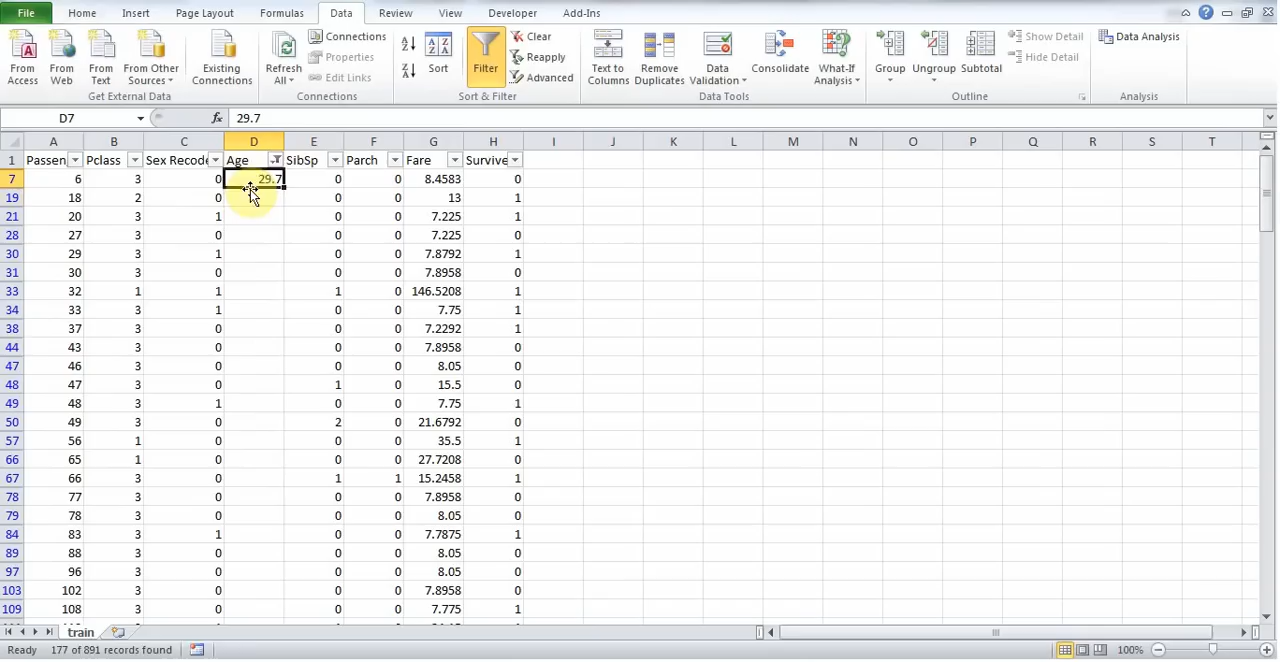 File Home Insert Page Layout Formulas Data Review View Developer Add-Ins
From Access From Web From Text From Other Sources Existing Connections Refresh All Connections Properties Edit Links Sort Filter Clear Reapply Advanced Text to Columns Remove Duplicates Data Validation Consolidate What-If Analysis Group Ungroup Subtotal Show Detail Hide Detail Data Analysis
Get External Data Connections Sort & Filter Data Tools Outline Analysis
D7 fx 29.7
A B C D E F G H I J K L M N O P Q R S T
1 Passen Pclass Sex Recode Age SibSp Parch Fare Survive
7 6 3 0 29.7 0 0 8.4583 0
19 18 2 0 0 0 13 1
21 20 3 1 0 0 7.225 1
28 27 3 0 0 0 7.225 0
30 29 3 1 0 0 7.8792 1
31 30 3 0 0 0 7.8958 0
33 32 1 1 1 0 146.5208 1
34 33 3 1 0 0 7.75 1
38 37 3 0 0 0 7.2292 1
44 43 3 0 0 0 7.8958 0
47 46 3 0 0 0 8.05 0
48 47 3 0 1 0 15.5 0
49 48 3 1 0 0 7.75 1
50 49 3 0 2 0 21.6792 0
57 56 1 0 0 0 35.5 1
66 65 1 0 0 0 27.7208 0
67 66 3 0 1 1 15.2458 1
78 77 3 0 0 0 7.8958 0
79 78 3 0 0 0 8.05 0
84 83 3 1 0 0 7.7875 1
89 88 3 0 0 0 8.05 0
97 96 3 0 0 0 8.05 0
103 102 3 0 0 0 7.8958 0
109 108 3 0 0 0 7.775 1
train
Ready 177 of 891 records found 100%